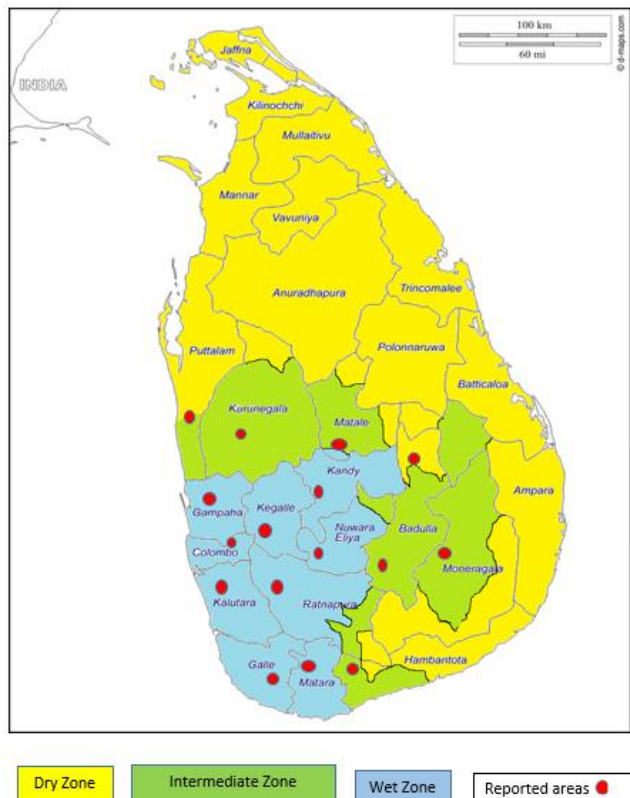 100 km
60 mi
© d-maps.com
INDIA
Jaffna
Kilinochchi
Mullaitivu
Mannar
Vavuniya
Anuradhapura
Trincomalee
Puttalam
Polonnaruwa
Batticaloa
Kurunegala
Matale
Kandy
Ampara
Gampaha
Kegalle
Nuwara
Eliya
Badulla
Colombo
Moneragala
Kalutara
Ratnapura
Hambantota
Galle
Matara
Dry Zone
Intermediate Zone
Wet Zone
Reported areas